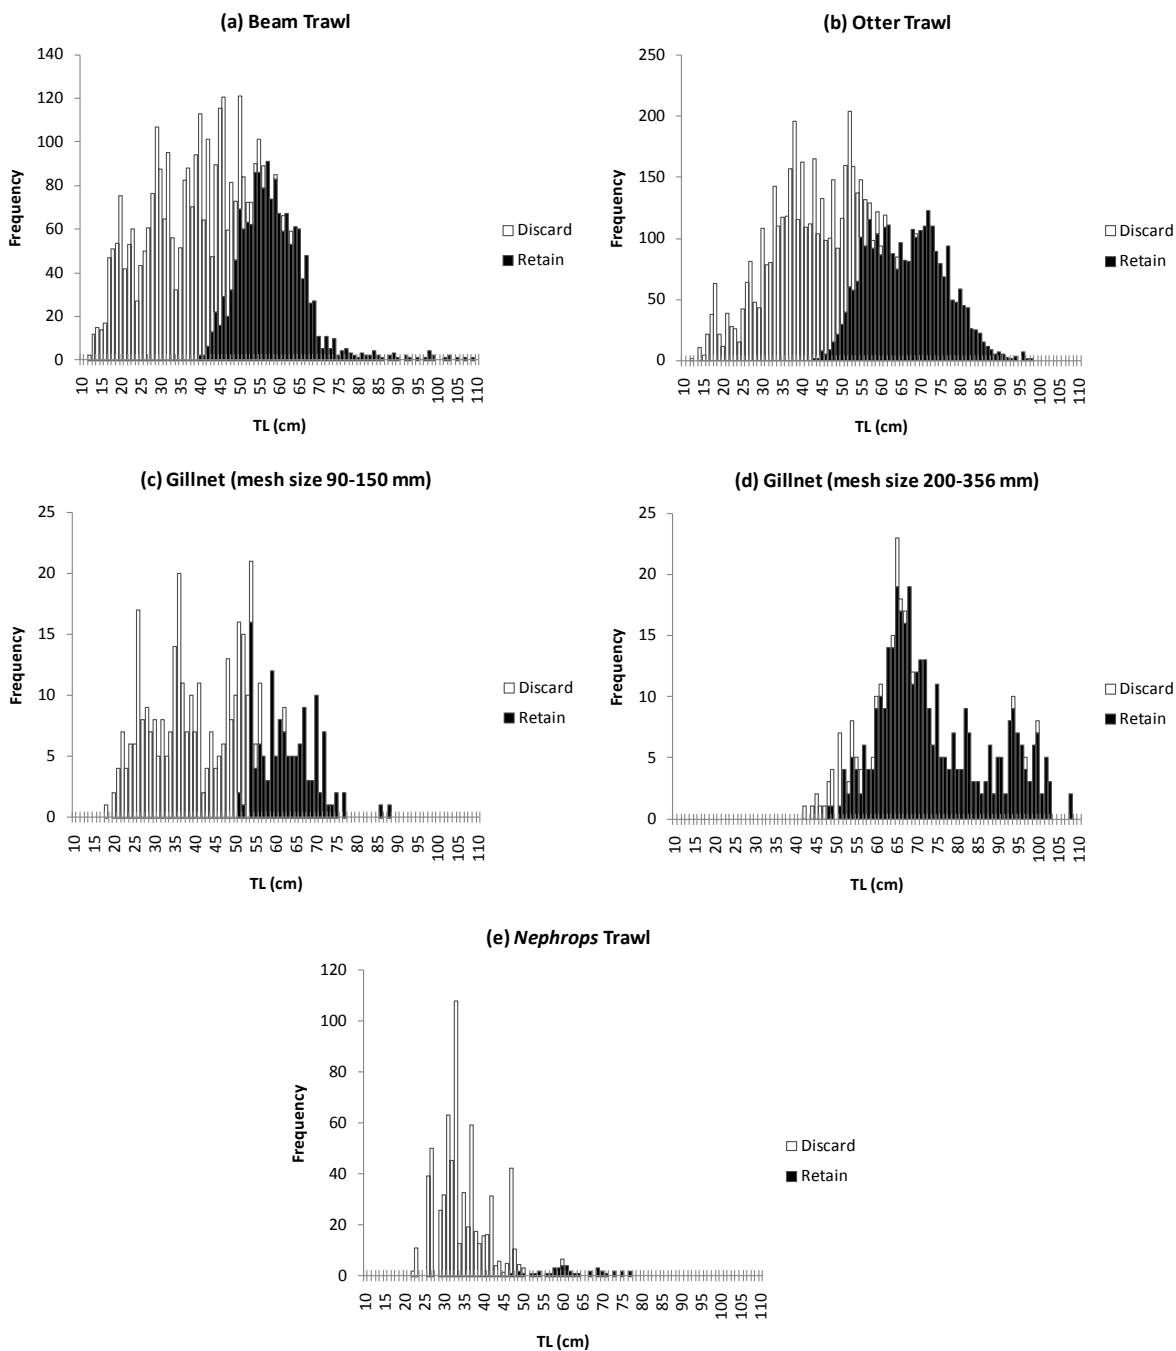 (a) Beam Trawl
140
120
100
80
60
40
20
0
Frequency
10 15 20 25 30 35 40 45 50 55 60 65 70 75 80 85 90 95 100 105 110
TL (cm)
Discard
Retain
(b) Otter Trawl
250
200
150
100
50
0
Frequency
10 15 20 25 30 35 40 45 50 55 60 65 70 75 80 85 90 95 100 105 110
TL (cm)
Discard
Retain
(c) Gillnet (mesh size 90-150 mm)
25
20
15
10
5
0
Frequency
10 15 20 25 30 35 40 45 50 55 60 65 70 75 80 85 90 95 100 105 110
TL (cm)
Discard
Retain
(d) Gillnet (mesh size 200-356 mm)
25
20
15
10
5
0
Frequency
10 15 20 25 30 35 40 45 50 55 60 65 70 75 80 85 90 95 100 105 110
TL (cm)
Discard
Retain
(e) Nephrops Trawl
120
100
80
60
40
20
0
Frequency
10 15 20 25 30 35 40 45 50 55 60 65 70 75 80 85 90 95 100 105 110
TL (cm)
Discard
Retain